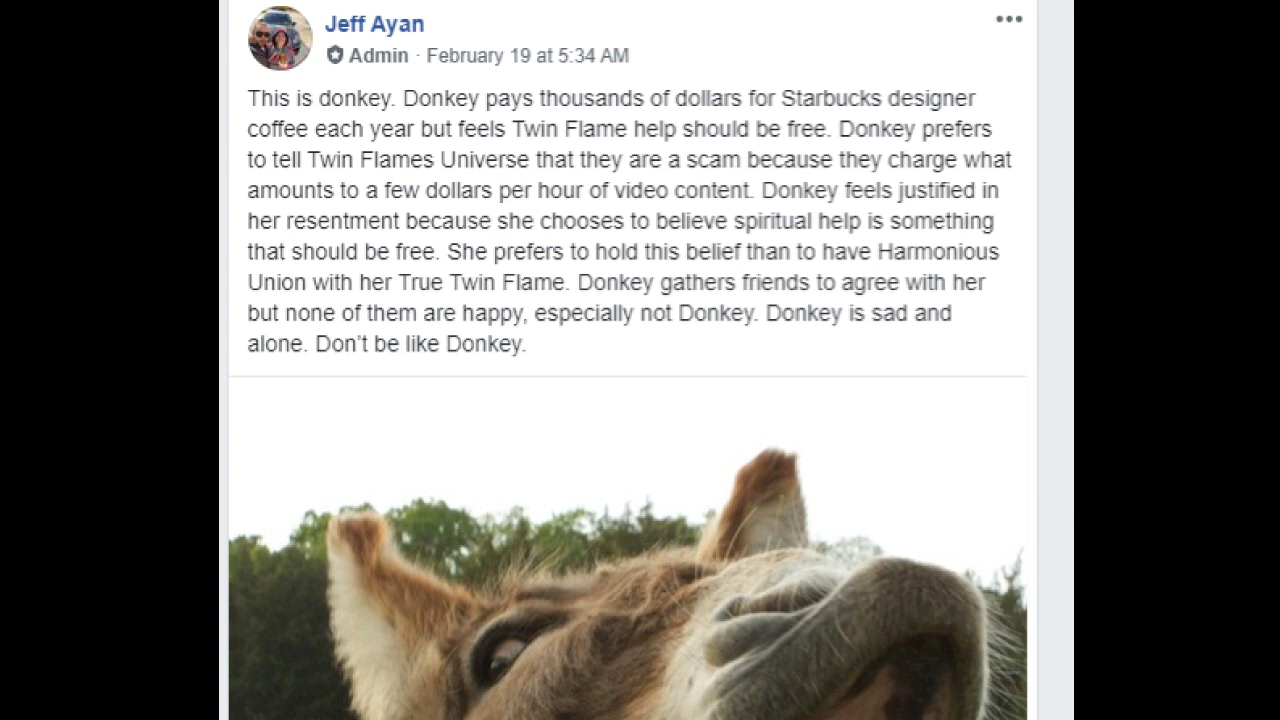 Jeff Ayan
Admin · February 19 at 5:34 AM
This is donkey. Donkey pays thousands of dollars for Starbucks designer
coffee each year but feels Twin Flame help should be free. Donkey prefers
to tell Twin Flames Universe that they are a scam because they charge what
amounts to a few dollars per hour of video content. Donkey feels justified in
her resentment because she chooses to believe spiritual help is something
that should be free. She prefers to hold this belief than to have Harmonious
Union with her True Twin Flame. Donkey gathers friends to agree with her
but none of them are happy, especially not Donkey. Donkey is sad and
alone. Don't be like Donkey.